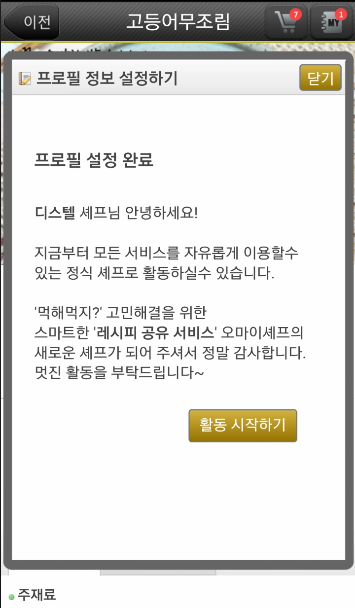 이전
고등어무조림
7
MY
1
프로필 정보 설정하기
닫기
프로필 설정 완료
디스텔 셰프님 안녕하세요!
지금부터 모든 서비스를 자유롭게 이용할수
있는 정식 셰프로 활동하실수 있습니다.
'먹해먹지?' 고민해결을 위한
스마트한 '레시피 공유 서비스' 오마이셰프의
새로운 셰프가 되어 주셔서 정말 감사합니다.
멋진 활동을 부탁드립니다~
활동 시작하기
주재료